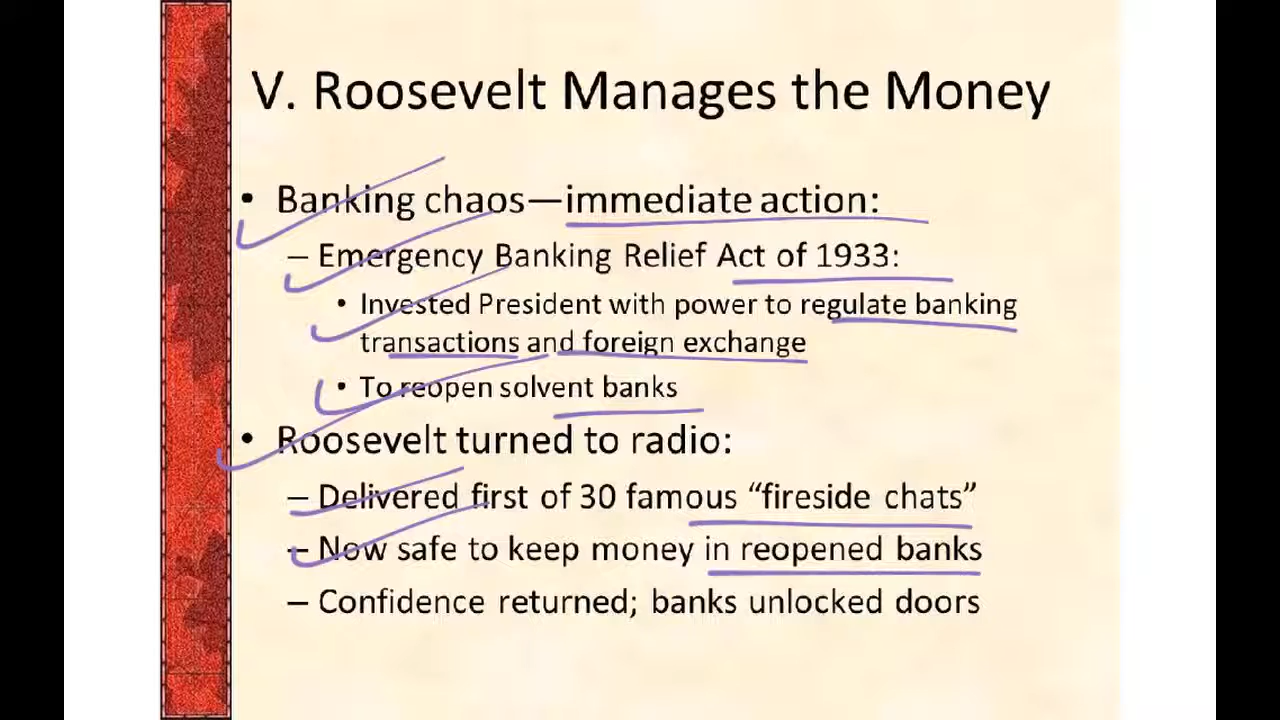 V. Roosevelt Manages the Money
• Banking chaos—immediate action:
– Emergency Banking Relief Act of 1933:
• Invested President with power to regulate banking
transactions and foreign exchange
• To reopen solvent banks
• Roosevelt turned to radio:
– Delivered first of 30 famous “fireside chats”
– Now safe to keep money in reopened banks
– Confidence returned; banks unlocked doors